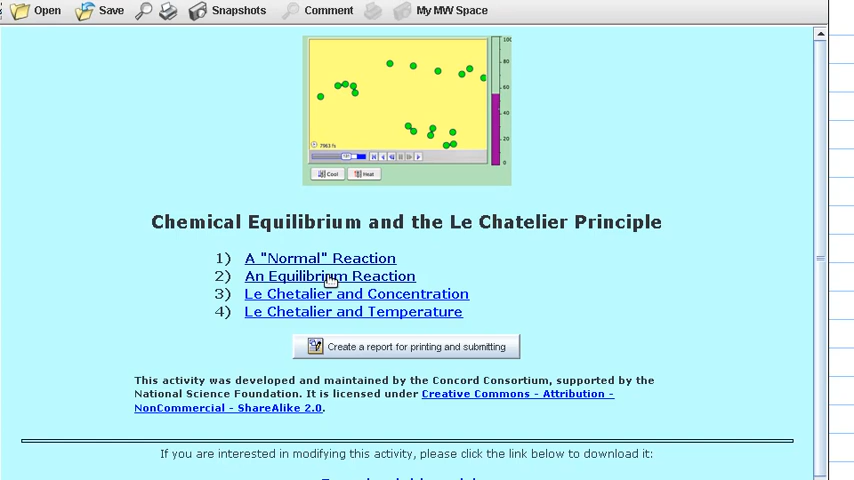 Open Save Snapshots Comment My MW Space
100
80
60
40
20
0
Cool Heat
Chemical Equilibrium and the Le Chatelier Principle
1) A "Normal" Reaction
2) An Equilibrium Reaction
3) Le Chetalier and Concentration
4) Le Chetalier and Temperature
Create a report for printing and submitting
This activity was developed and maintained by the Concord Consortium, supported by the
National Science Foundation. It is licensed under Creative Commons - Attribution -
NonCommercial - ShareAlike 2.0.
If you are interested in modifying this activity, please click the link below to download it: